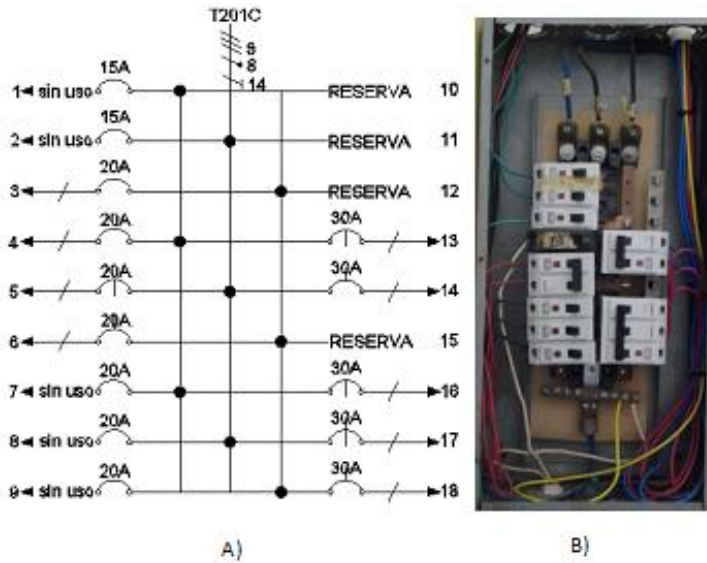 T201C
9
8
14
15A
1 sin uso RESERVA 10
15A
2 sin uso RESERVA 11
20A
3 RESERVA 12
20A 30A
4 13
20A 30A
5 14
20A
6 RESERVA 15
20A 30A
7 sin uso 16
20A 30A
8 sin uso 17
20A 30A
9 sin uso 18
A) B)